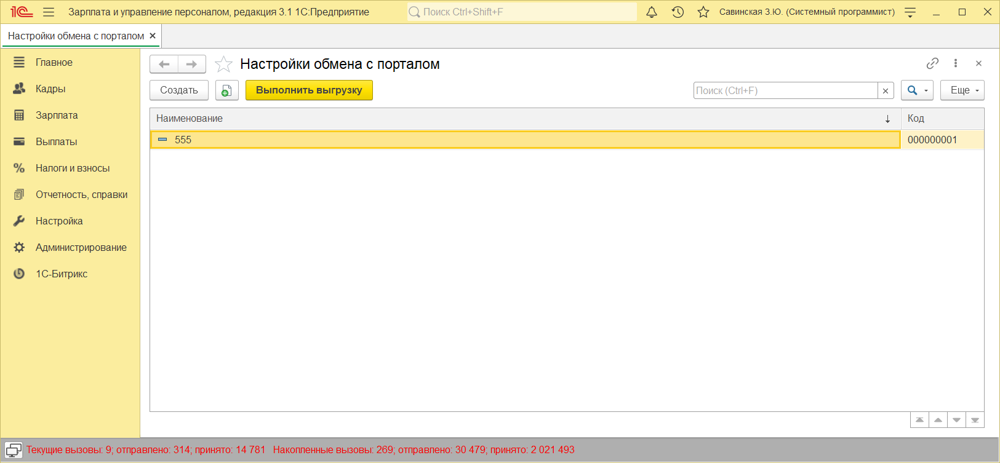 1С Зарплата и управление персоналом, редакция 3.1 1С:Предприятие Поиск Ctrl+Shift+F Савинская З.Ю. (Системный программист)
Настройки обмена с порталом
Главное
Кадры
Зарплата
Выплаты
Налоги и взносы
Отчетность, справки
Настройка
Администрирование
1С-Битрикс
Настройки обмена с порталом
Создать Выполнить выгрузку Поиск (Ctrl+F) Еще
Наименование Код
555 000000001
Текущие вызовы: 9; отправлено: 314; принято: 14 781 Накопленные вызовы: 269; отправлено: 30 479; принято: 2 021 493